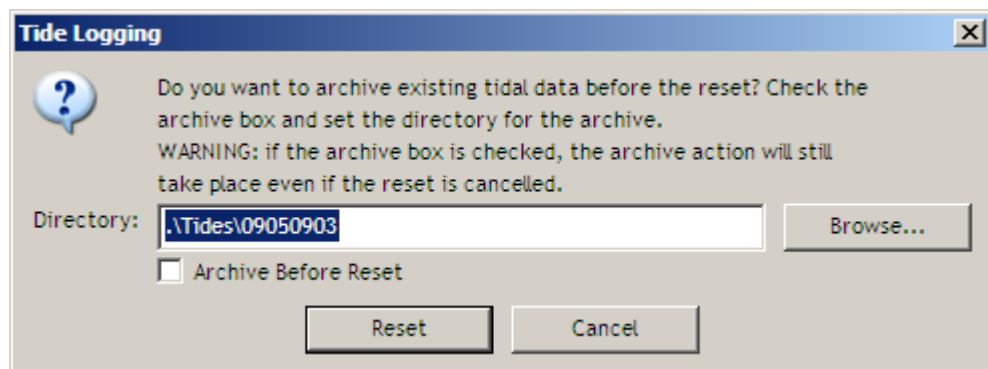 Tide Logging
Do you want to archive existing tidal data before the reset? Check the
archive box and set the directory for the archive.
WARNING: if the archive box is checked, the archive action will still
take place even if the reset is cancelled.
Directory: .\Tides\09050903 Browse...
Archive Before Reset
Reset Cancel